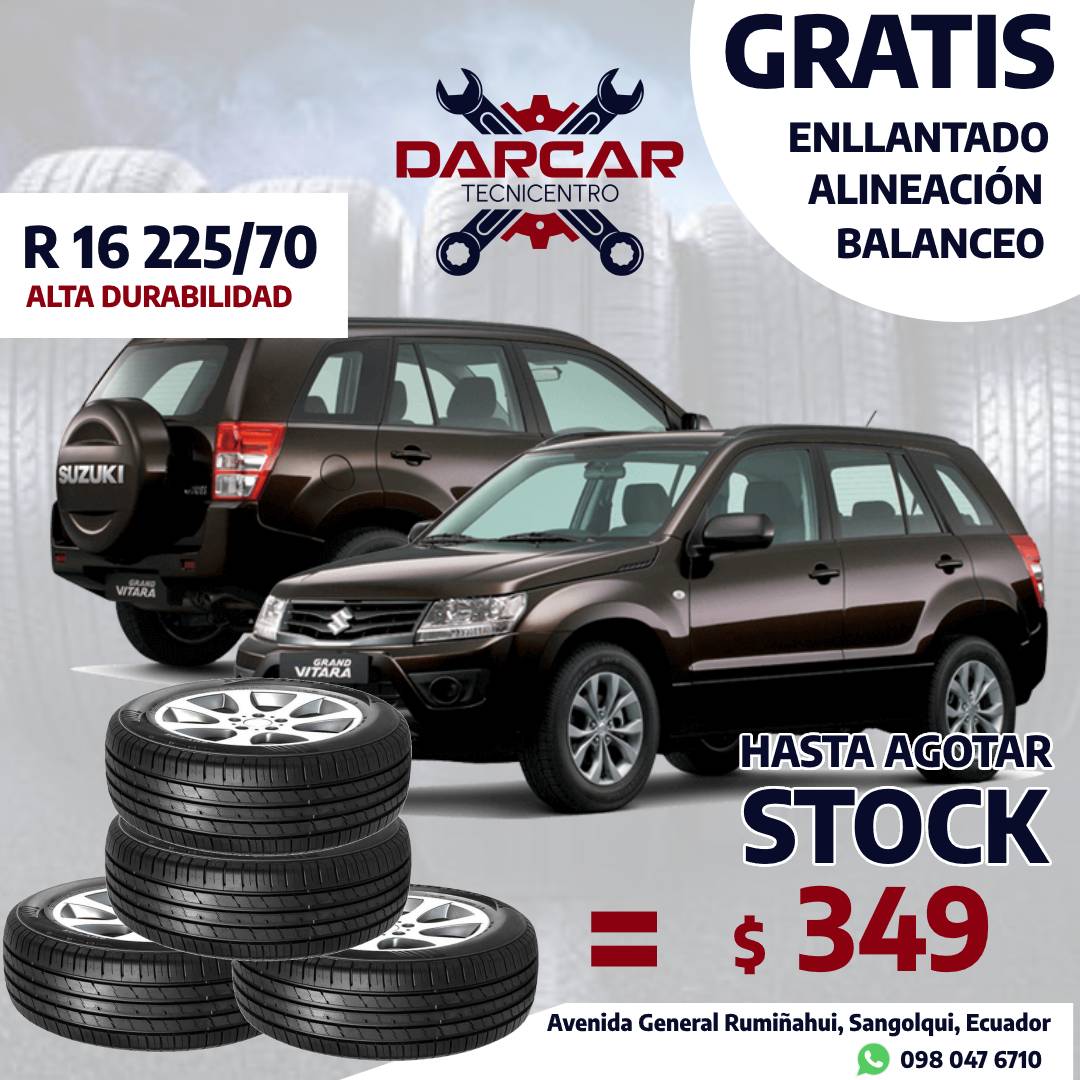 GRATIS
ENLLANTADO
ALINEACIÓN
BALANCEO
DARCAR
TECNICENTRO
R 16 225/70
ALTA DURABILIDAD
SUZUKI
GRAND
VITARA
GRAND
VITARA
HASTA AGOTAR
STOCK
= $ 349
Avenida General Rumiñahui, Sangolqui, Ecuador
098 047 6710